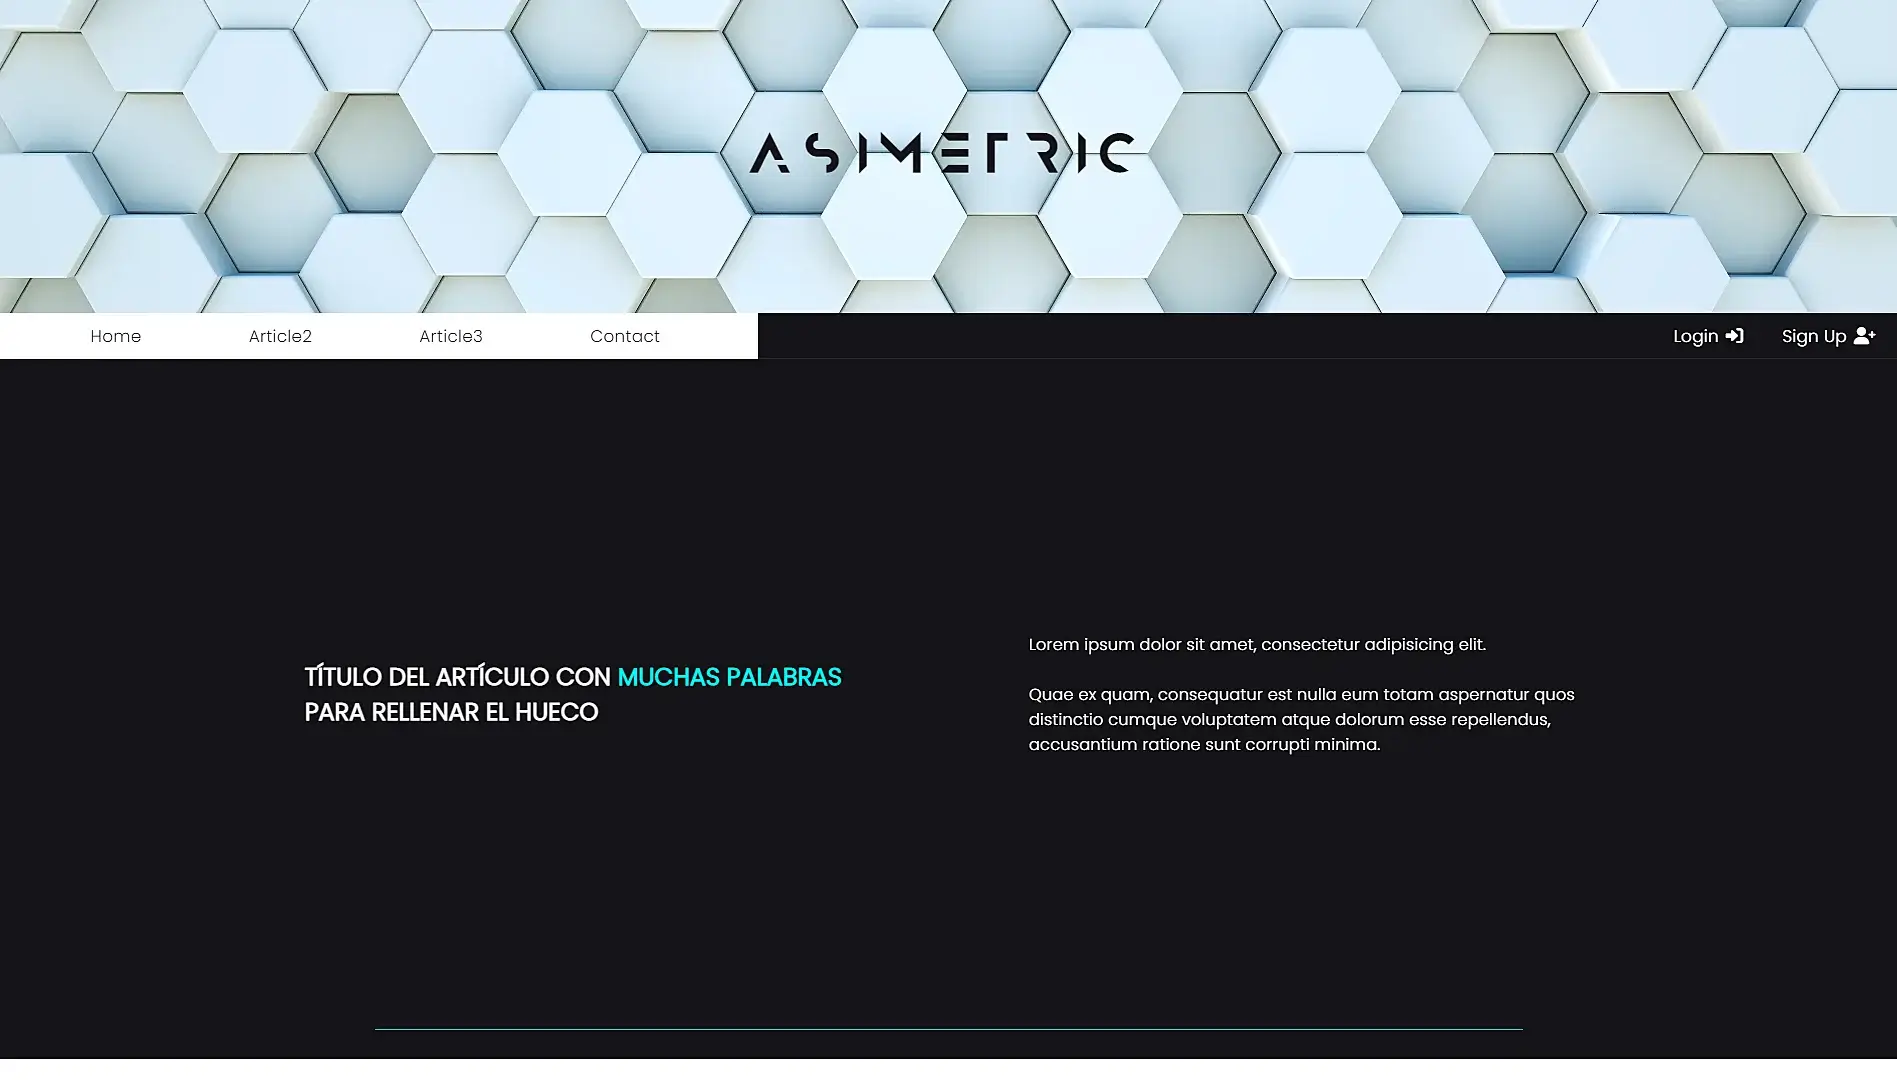 ASIMETRIC
Home Article2 Article3 Contact Login Sign Up
TÍTULO DEL ARTÍCULO CON MUCHAS PALABRAS
PARA RELLENAR EL HUECO
Lorem ipsum dolor sit amet, consectetur adipisicing elit.
Quae ex quam, consequatur est nulla eum totam aspernatur quos
distinctio cumque voluptatem atque dolorum esse repellendus,
accusantium ratione sunt corrupti minima.